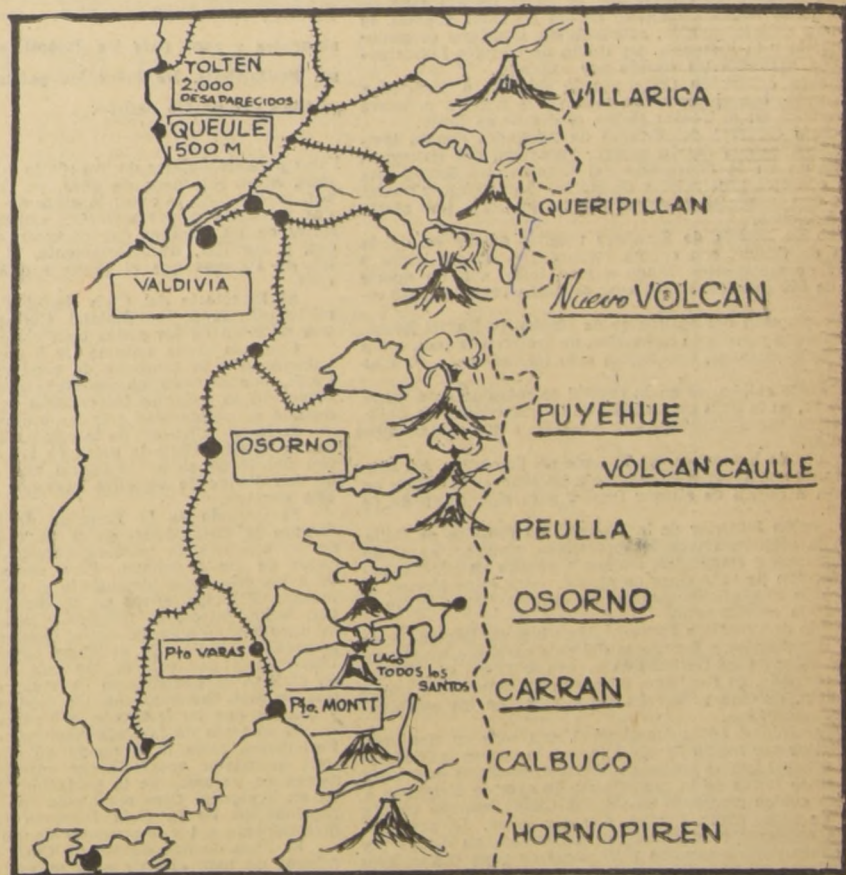 TOLTEN
2.000
DESAPARECIDOS
VILLARICA
QUEULE
500 M
QUERIPILLAN
VALDIVIA
Nuevo VOLCAN
PUYEHUE
OSORNO
VOLCAN CAULLE
PEULLA
OSORNO
Pto VARAS
LAGO
TODOS los
SANTOS
CARRAN
Pto. MONTT
CALBUCO
HORNOPIREN